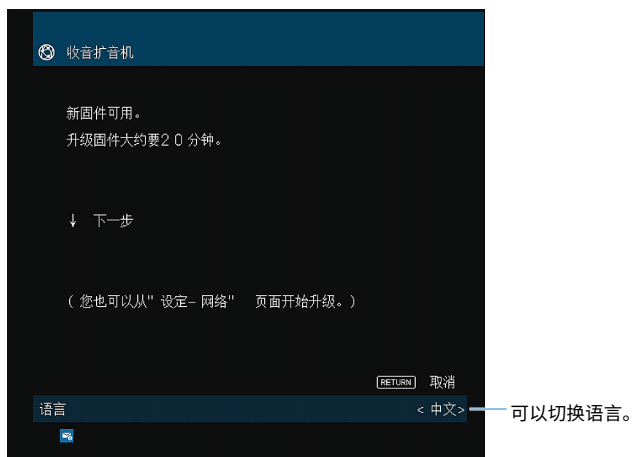 收音扩音机
新固件可用。
升级固件大约要20分钟。
↓ 下一步
(您也可以从"设定-网络" 页面开始升级。)
RETURN 取消
语言 <中文>
可以切换语言。